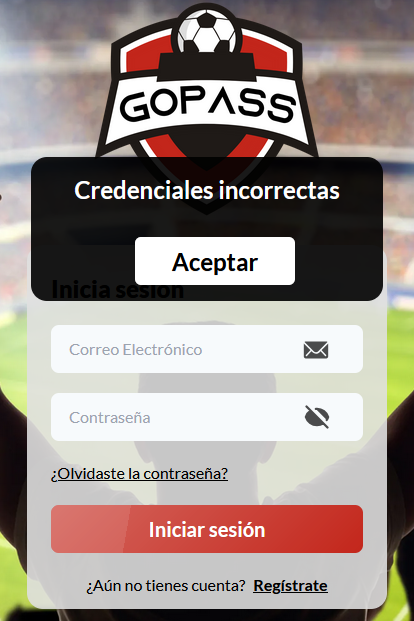 GOPASS
Credenciales incorrectas
Aceptar
Inicia sesión
Correo Electrónico
Contraseña
¿Olvidaste la contraseña?
Iniciar sesión
¿Aún no tienes cuenta? Regístrate